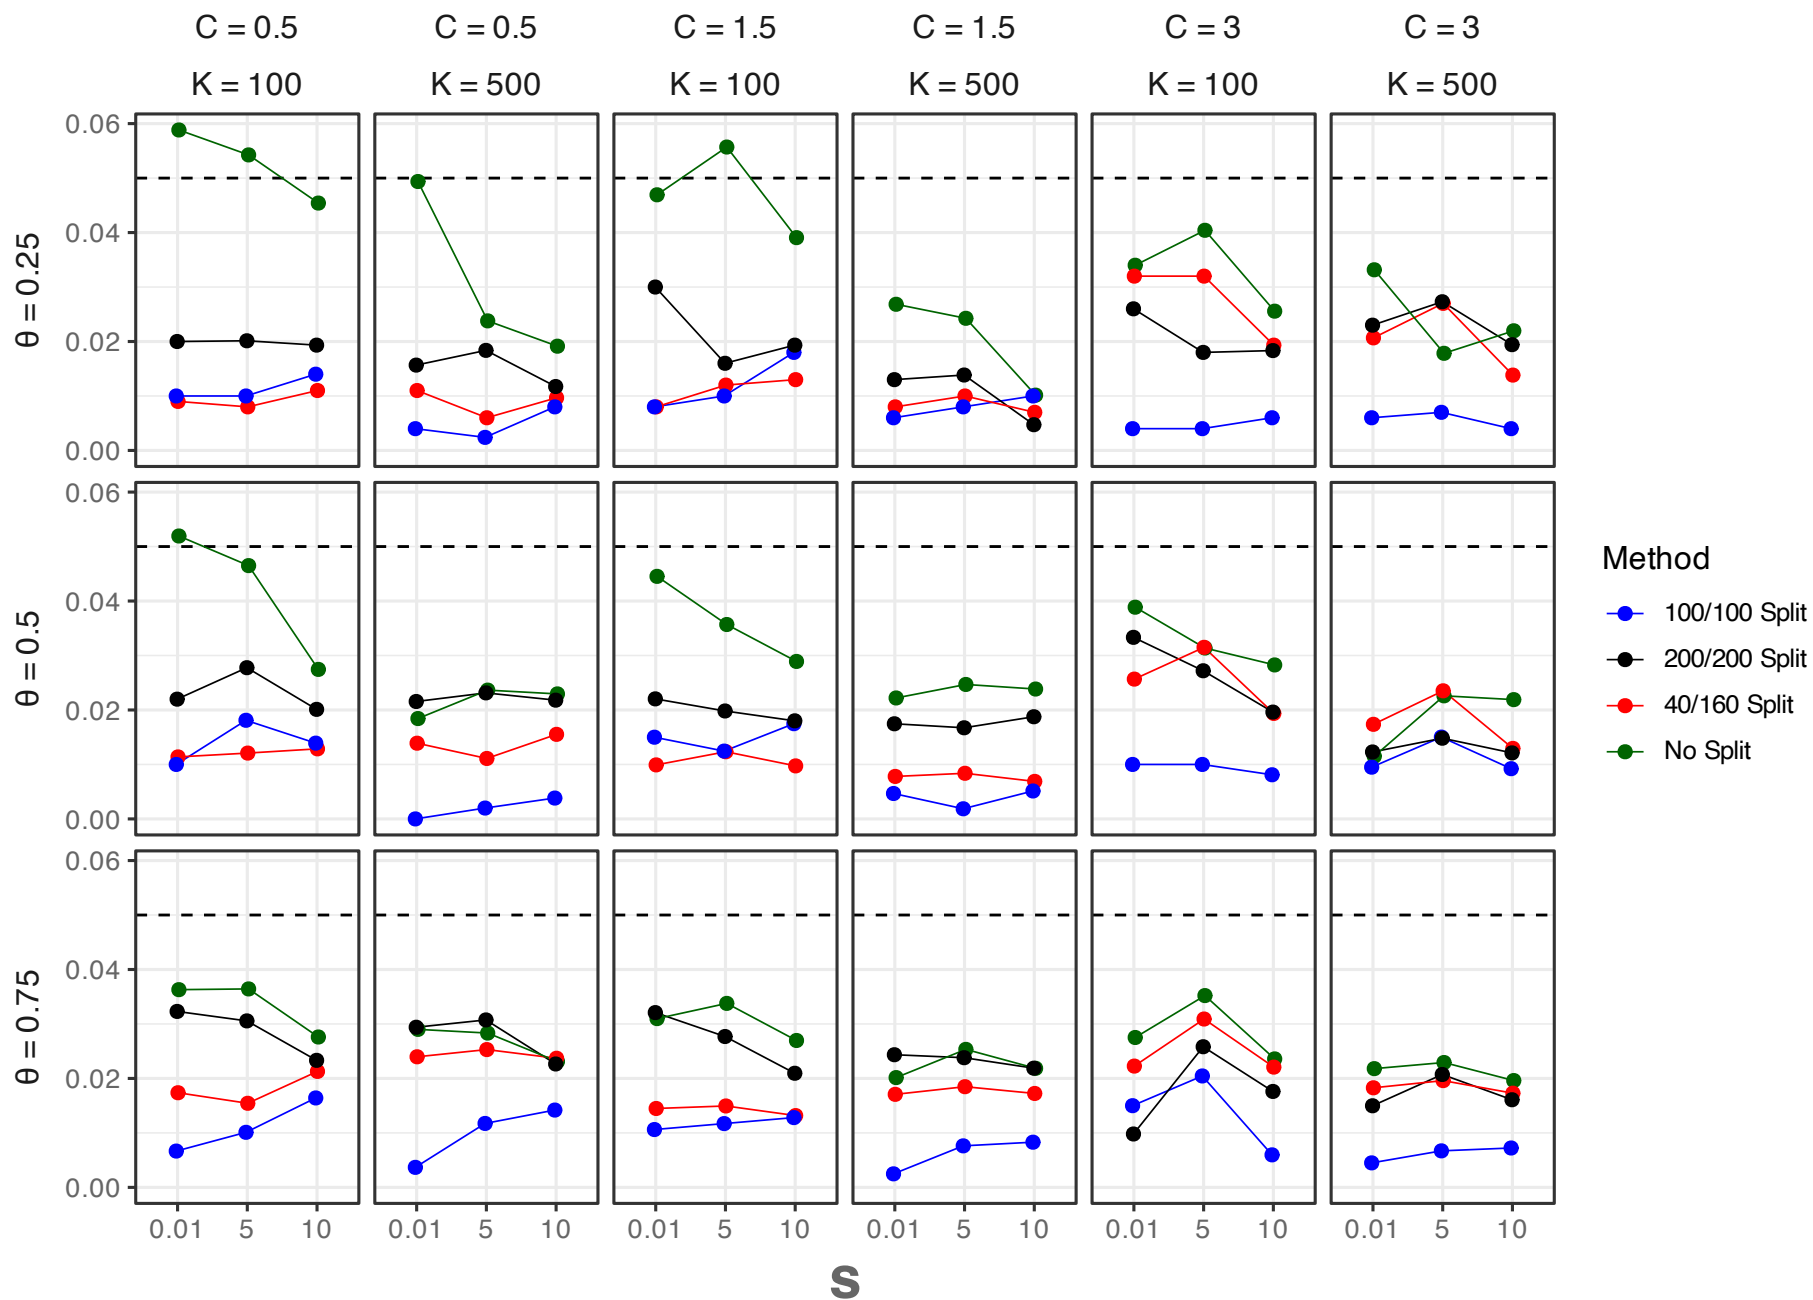 C = 0.5 C = 0.5 C = 1.5 C = 1.5 C = 3 C = 3
K = 100 K = 500 K = 100 K = 500 K = 100 K = 500
θ = 0.25
0.06
0.04
0.02
0.00
θ = 0.5
0.06
0.04
0.02
0.00
θ = 0.75
0.06
0.04
0.02
0.00
0.01 5 10 0.01 5 10 0.01 5 10 0.01 5 10 0.01 5 10 0.01 5 10
s
Method
100/100 Split
200/200 Split
40/160 Split
No Split